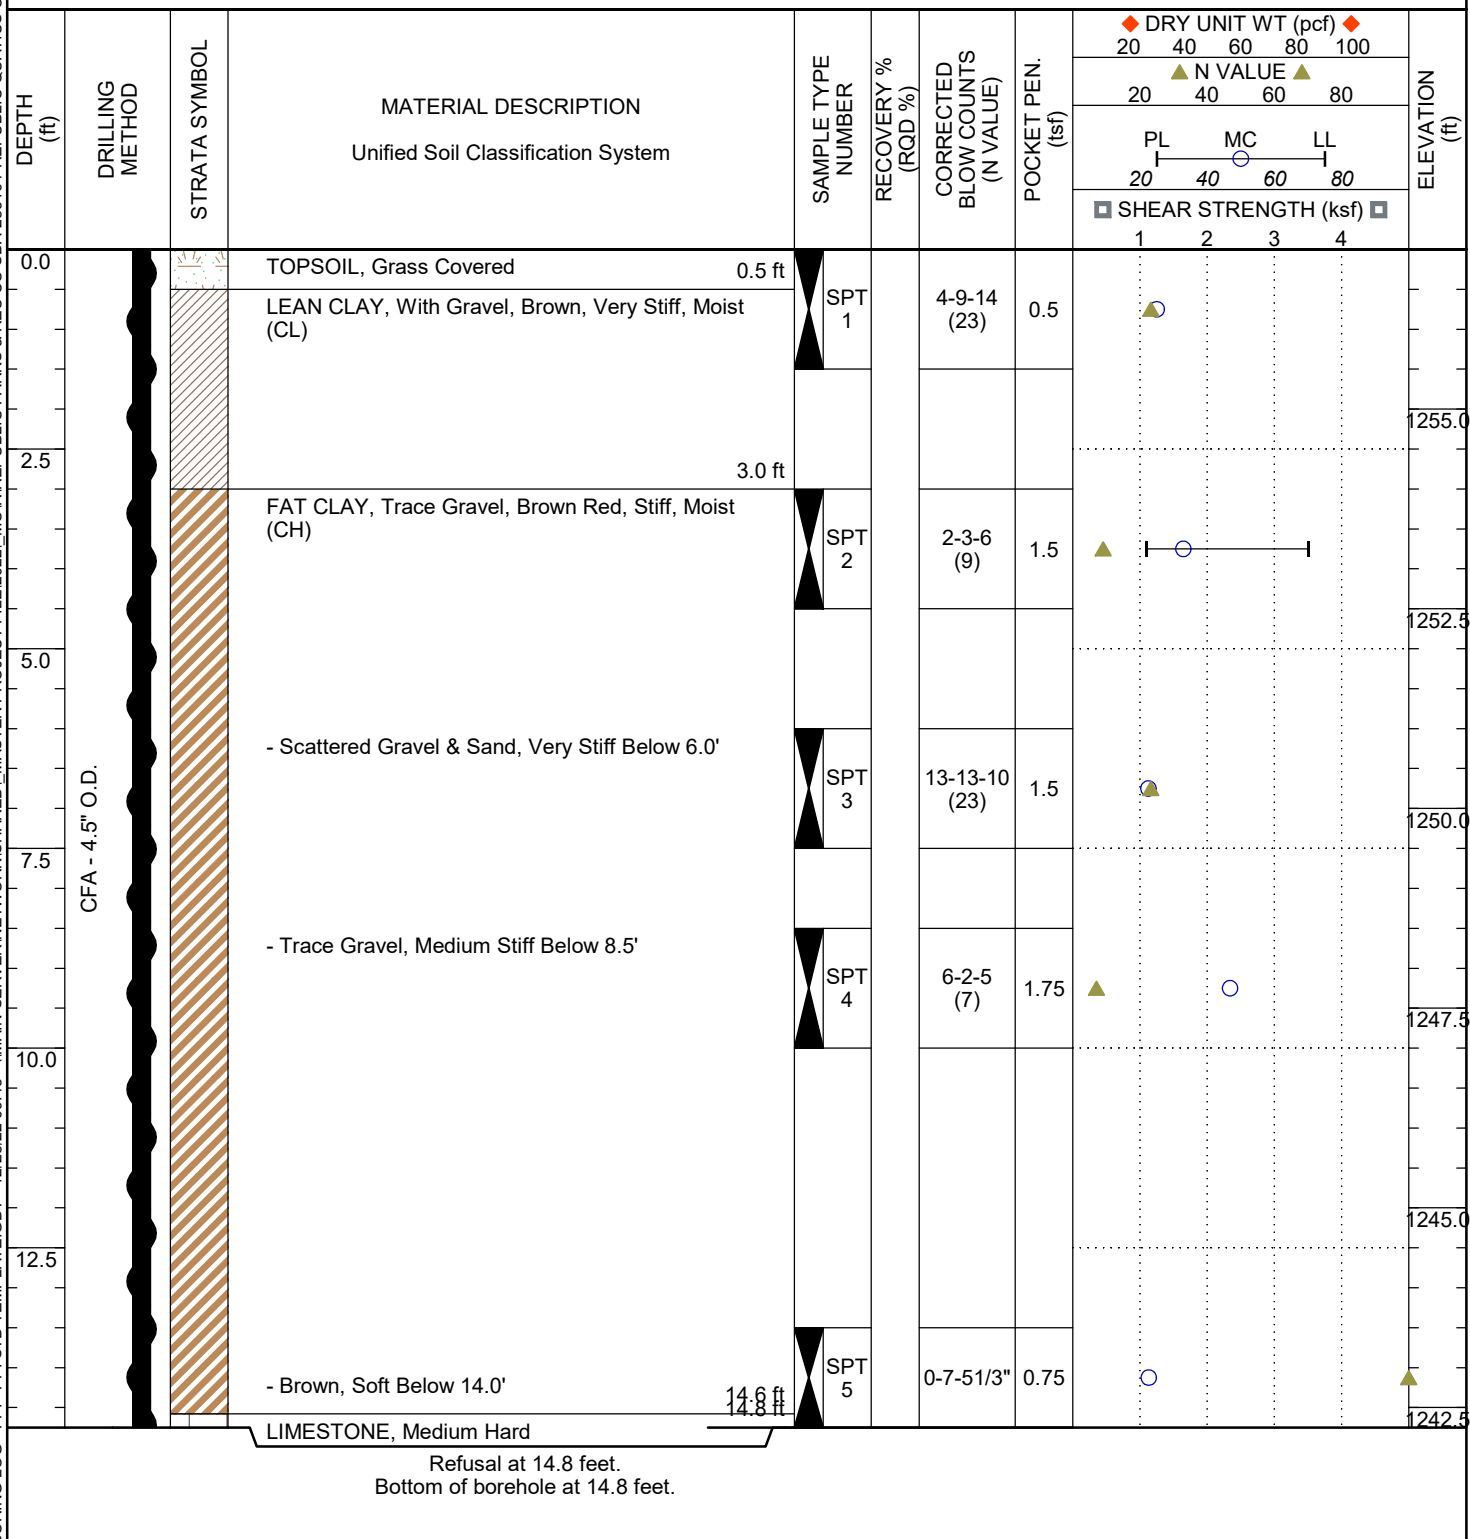 DEPTH
(ft)
DRILLING
METHOD
STRATA SYMBOL
MATERIAL DESCRIPTION
Unified Soil Classification System
SAMPLE TYPE
NUMBER
RECOVERY %
(RQD %)
CORRECTED
BLOW COUNTS
(N VALUE)
POCKET PEN.
(tsf)
DRY UNIT WT (pcf)
20 40 60 80 100
N VALUE
20 40 60 80
PL MC LL
20 40 60 80
SHEAR STRENGTH (ksf)
1 2 3 4
ELEVATION
(ft)
0.0
TOPSOIL, Grass Covered
0.5 ft
LEAN CLAY, With Gravel, Brown, Very Stiff, Moist
(CL)
SPT
1
4-9-14
(23)
0.5
1255.0
2.5
3.0 ft
FAT CLAY, Trace Gravel, Brown Red, Stiff, Moist
(CH)
SPT
2
2-3-6
(9)
1.5
1252.5
5.0
- Scattered Gravel & Sand, Very Stiff Below 6.0'
SPT
3
13-13-10
(23)
1.5
1250.0
CFA - 4.5" O.D.
7.5
- Trace Gravel, Medium Stiff Below 8.5'
SPT
4
6-2-5
(7)
1.75
1247.5
10.0
1245.0
12.5
SPT
5
0-7-51/3"
0.75
- Brown, Soft Below 14.0'
14.6 ft
14.8 ft
1242.5
LIMESTONE, Medium Hard
Refusal at 14.8 feet.
Bottom of borehole at 14.8 feet.